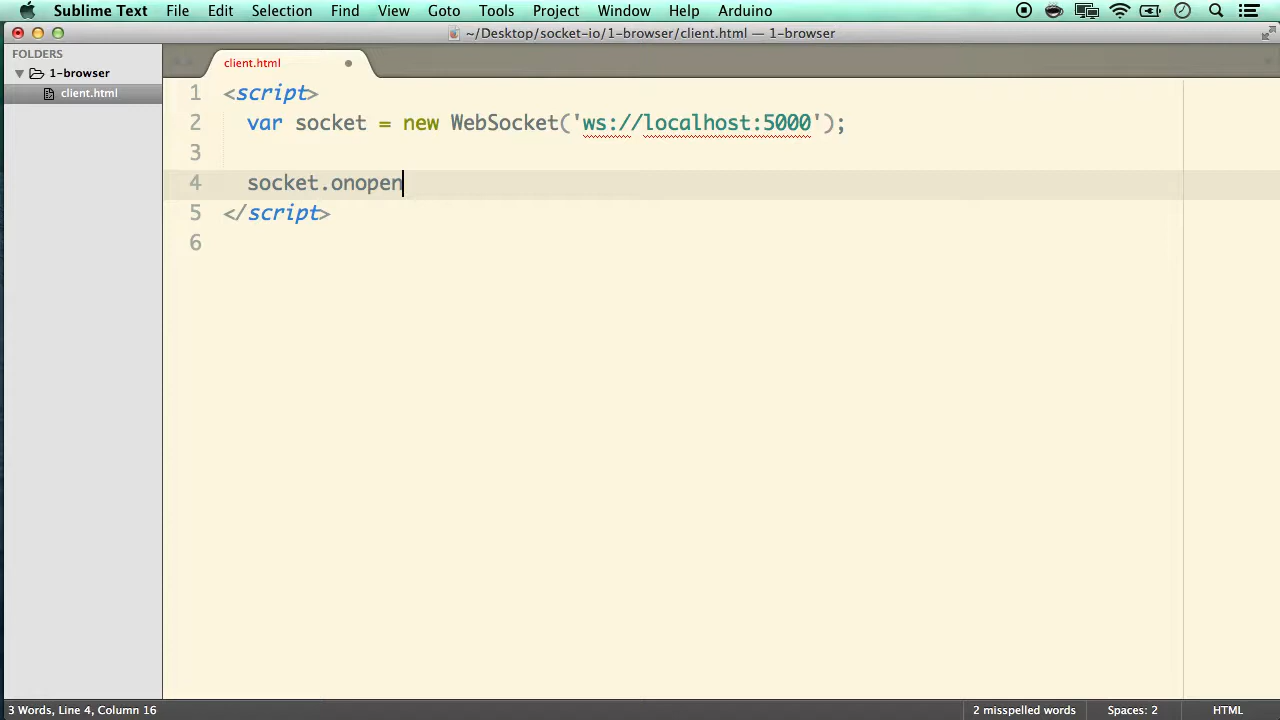 Sublime Text File Edit Selection Find View Goto Tools Project Window Help Arduino
~/Desktop/socket-io/1-browser/client.html — 1-browser
FOLDERS
1-browser
client.html
client.html
1 <script>
2 var socket = new WebSocket('ws://localhost:5000');
3
4 socket.onopen
5 </script>
6
3 Words, Line 4, Column 16 2 misspelled words Spaces: 2 HTML